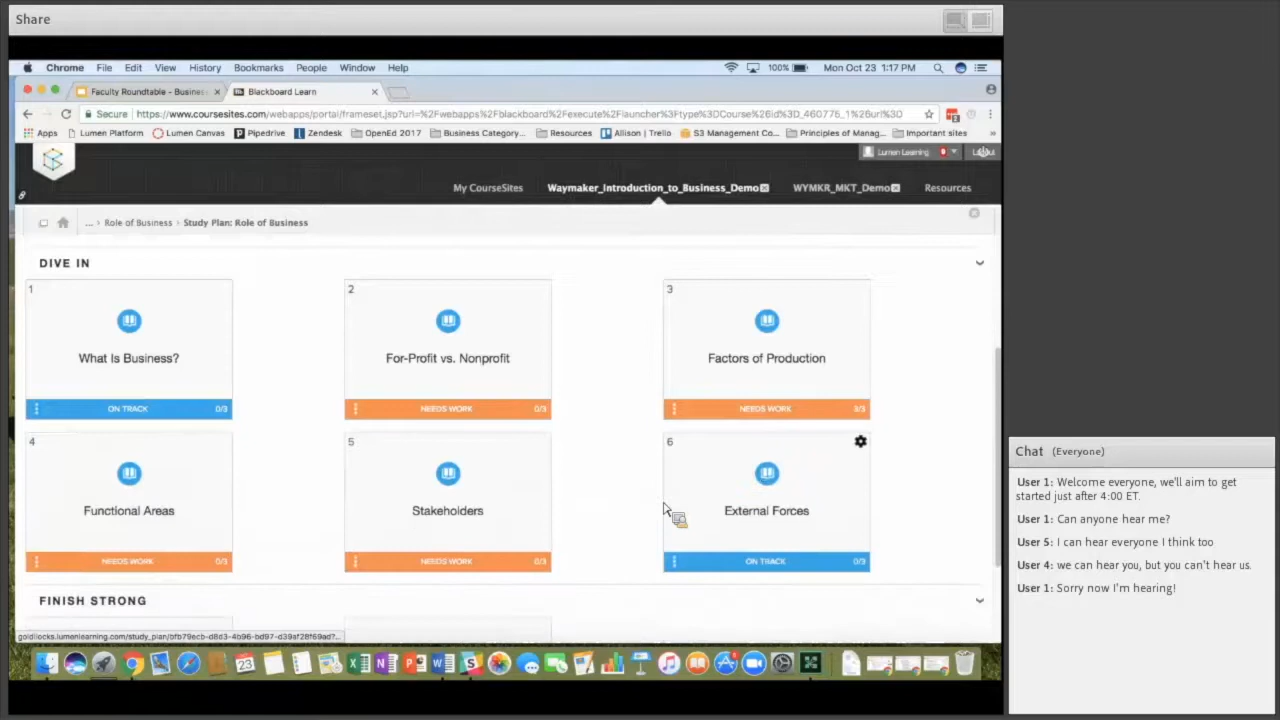 Share
Chrome File Edit View History Bookmarks People Window Help 100% Mon Oct 23 1:17 PM
Faculty Roundtable - Busines Blackboard Learn
Secure https://www.coursesites.com/webapps/portal/frameset.jsp?url=%2Fwebapps%2Fblackboard%2Fexecute%2Flauncher%3Ftype%3DCourse%26id%3D_460776_1%26url%3D
Apps Lumen Platform Lumen Canvas Pipedrive Zendesk OpenEd 2017 Business Category... Resources Allison | Trello S3 Management Co... Principles of Manag... Important sites
Lumen Learning
My CourseSites Waymaker_Introduction_to_Business_Demo WYMKR_MKT_Demo Resources
... > Role of Business > Study Plan: Role of Business
DIVE IN
1 2 3
What Is Business? For-Profit vs. Nonprofit Factors of Production
ON TRACK 0/3 NEEDS WORK 0/3 NEEDS WORK
4 5 6
Functional Areas Stakeholders External Forces
NEEDS WORK 0/3 NEEDS WORK 0/3 ON TRACK 0/3
FINISH STRONG
23
Chat (Everyone)
User 1: Welcome everyone, we'll aim to get
started just after 4:00 ET.
User 1: Can anyone hear me?
User 5: I can hear everyone I think too
User 4: we can hear you, but you can't hear us.
User 1: Sorry now I'm hearing!